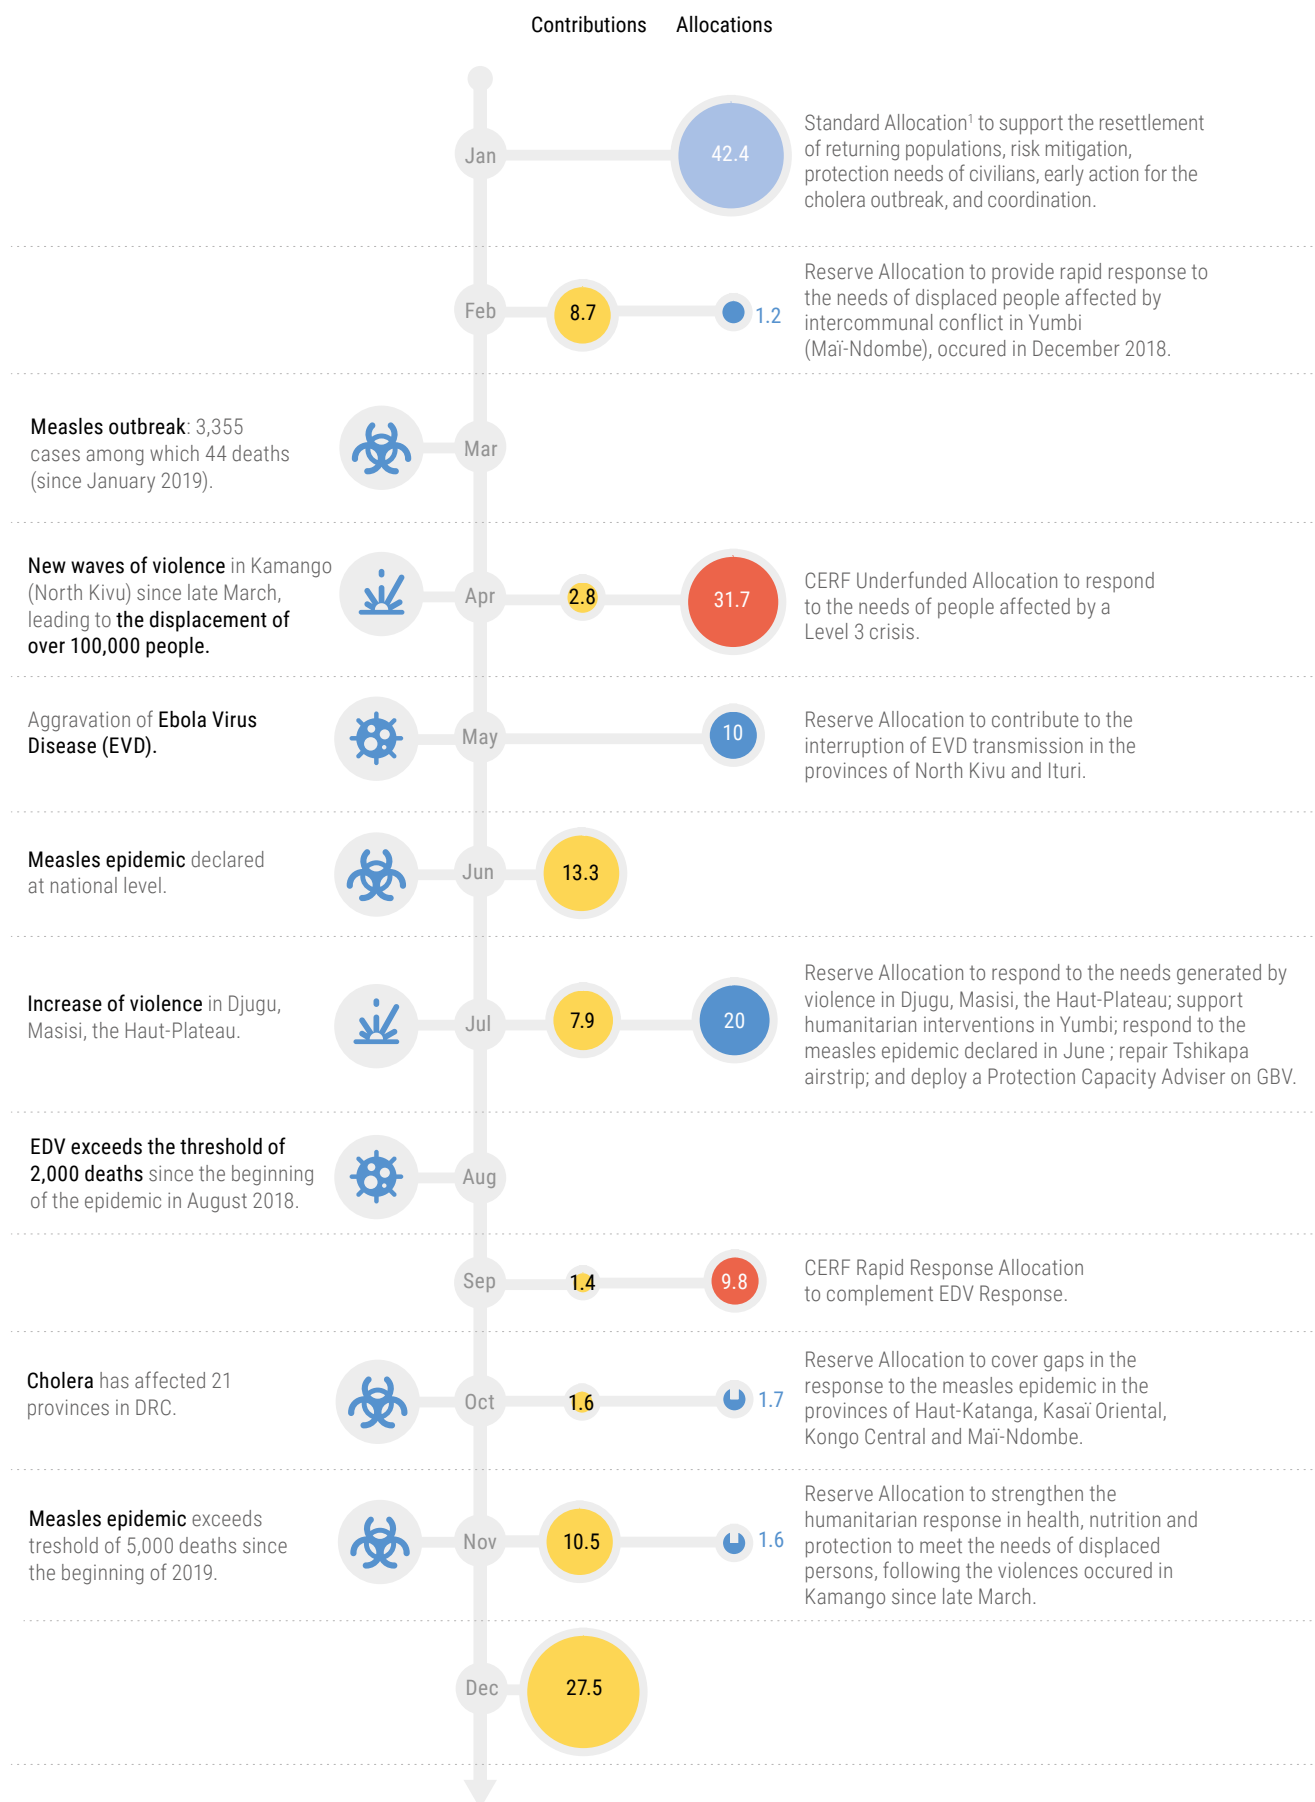 Contributions Allocations
Jan
42.4
Standard Allocation¹ to support the resettlement
of returning populations, risk mitigation,
protection needs of civilians, early action for the
cholera outbreak, and coordination.
Feb
8.7
1.2
Reserve Allocation to provide rapid response to
the needs of displaced people affected by
intercommunal conflict in Yumbi
(Maï-Ndombe), occured in December 2018.
Measles outbreak: 3,355
cases among which 44 deaths
(since January 2019).
Mar
New waves of violence in Kamango
(North Kivu) since late March,
leading to the displacement of
over 100,000 people.
Apr
2.8
31.7
CERF Underfunded Allocation to respond
to the needs of people affected by a
Level 3 crisis.
Aggravation of Ebola Virus
Disease (EVD).
May
10
Reserve Allocation to contribute to the
interruption of EVD transmission in the
provinces of North Kivu and Ituri.
Measles epidemic declared
at national level.
Jun
13.3
Increase of violence in Djugu,
Masisi, the Haut-Plateau.
Jul
7.9
20
Reserve Allocation to respond to the needs generated by
violence in Djugu, Masisi, the Haut-Plateau; support
humanitarian interventions in Yumbi; respond to the
measles epidemic declared in June ; repair Tshikapa
airstrip; and deploy a Protection Capacity Adviser on GBV.
EDV exceeds the threshold of
2,000 deaths since the beginning
of the epidemic in August 2018.
Aug
Sep
1.4
9.8
CERF Rapid Response Allocation
to complement EDV Response.
Cholera has affected 21
provinces in DRC.
Oct
1.6
1.7
Reserve Allocation to cover gaps in the
response to the measles epidemic in the
provinces of Haut-Katanga, Kasaï Oriental,
Kongo Central and Maï-Ndombe.
Measles epidemic exceeds
treshold of 5,000 deaths since
the beginning of 2019.
Nov
10.5
1.6
Reserve Allocation to strengthen the
humanitarian response in health, nutrition and
protection to meet the needs of displaced
persons, following the violences occured in
Kamango since late March.
Dec
27.5